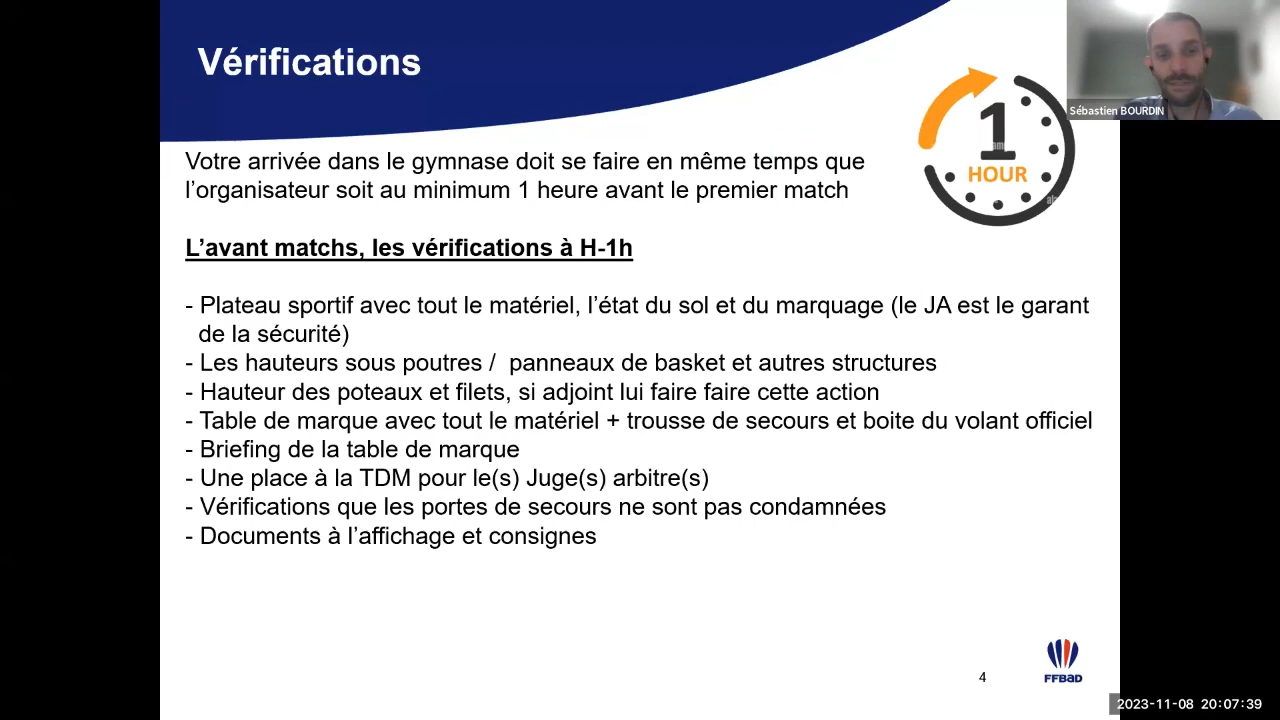 Vérifications
Sébastien BOURDIN
1
HOUR
Votre arrivée dans le gymnase doit se faire en même temps que
l’organisateur soit au minimum 1 heure avant le premier match
L’avant matchs, les vérifications à H-1h
- Plateau sportif avec tout le matériel, l’état du sol et du marquage (le JA est le garant
de la sécurité)
- Les hauteurs sous poutres /  panneaux de basket et autres structures
- Hauteur des poteaux et filets, si adjoint lui faire faire cette action
- Table de marque avec tout le matériel + trousse de secours et boite du volant officiel
- Briefing de la table de marque
- Une place à la TDM pour le(s) Juge(s) arbitre(s)
- Vérifications que les portes de secours ne sont pas condamnées
- Documents à l’affichage et consignes
4
FFBaD
2023-11-08 20:07:39